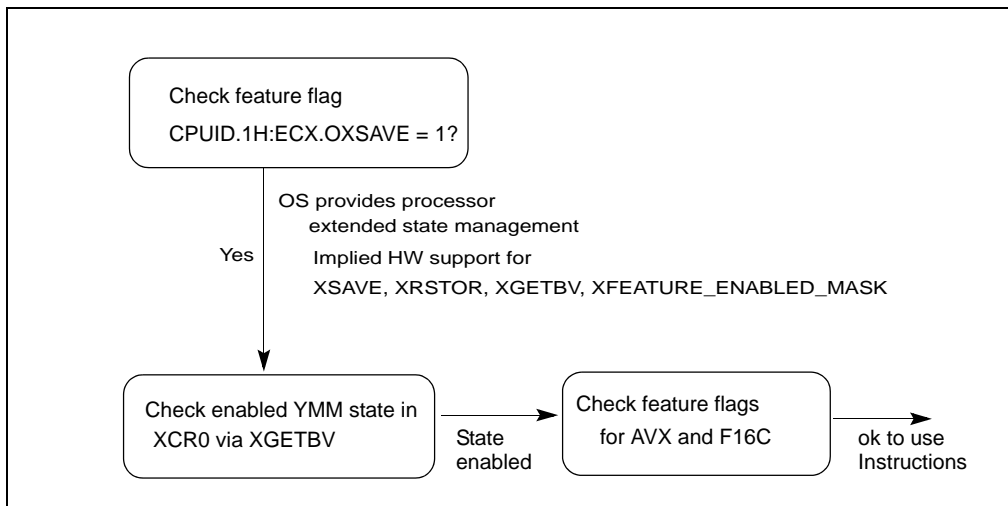 Check feature flag
CPUID.1H:ECX.OXSAVE = 1?
OS provides processor
extended state management
Yes
Implied HW support for
XSAVE, XRSTOR, XGETBV, XFEATURE_ENABLED_MASK
Check enabled YMM state in
XCR0 via XGETBV
State
enabled
Check feature flags
for AVX and F16C
ok to use
Instructions